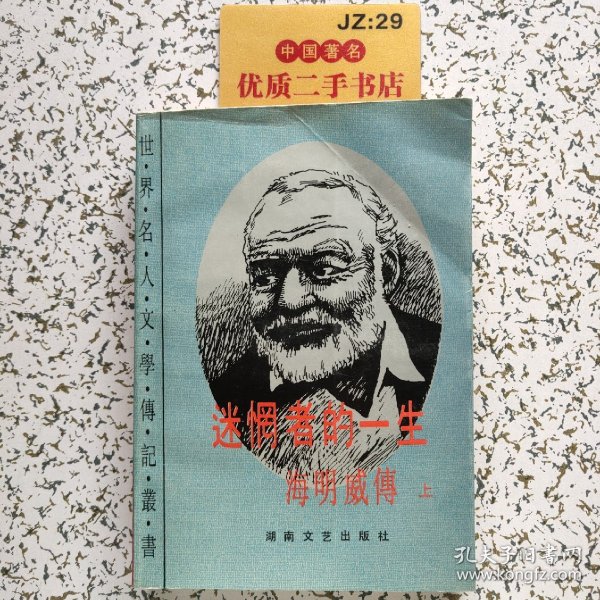 JZ:29
中国著名
优质二手书店
世·界·名·人·文·學·傳·記·叢·書
迷惘者的一生
海明威傳 上
湖南文艺出版社
孔夫子旧书网
www.kongfz.com